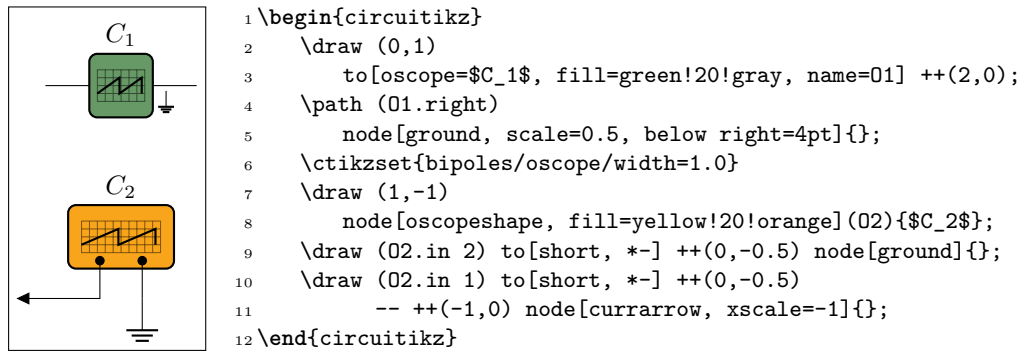 C_1
C_2
1 \begin{circuitikz}
2     \draw (0,1)
3         to[oscope=$C_1$, fill=green!20!gray, name=O1] ++(2,0);
4     \path (O1.right)
5         node[ground, scale=0.5, below right=4pt]{};
6     \ctikzset{bipoles/oscope/width=1.0}
7     \draw (1,-1)
8         node[oscopeshape, fill=yellow!20!orange](O2){$C_2$};
9     \draw (O2.in 2) to[short, *-] ++(0,-0.5) node[ground]{};
10     \draw (O2.in 1) to[short, *-] ++(0,-0.5)
11           -- ++(-1,0) node[currarrow, xscale=-1]{};
12 \end{circuitikz}